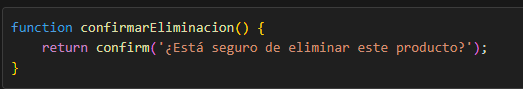 function confirmarEliminacion() {
    return confirm('¿Está seguro de eliminar este producto?');
}